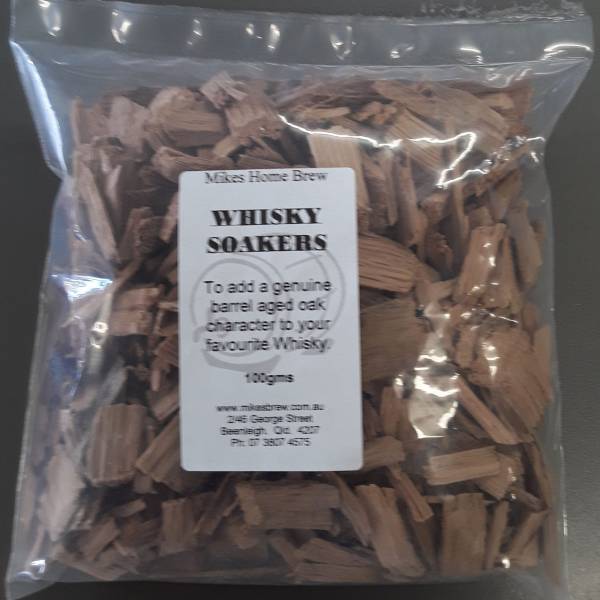 Mikes Home Brew
WHISKY
SOAKERS
To add a genuine
barrel aged oak
character to your
favourite Whisky.
100gms
www.mikesbrew.com.au
2/46 George Street
Beenleigh, Qld. 4207
Ph: 07 3807 4575